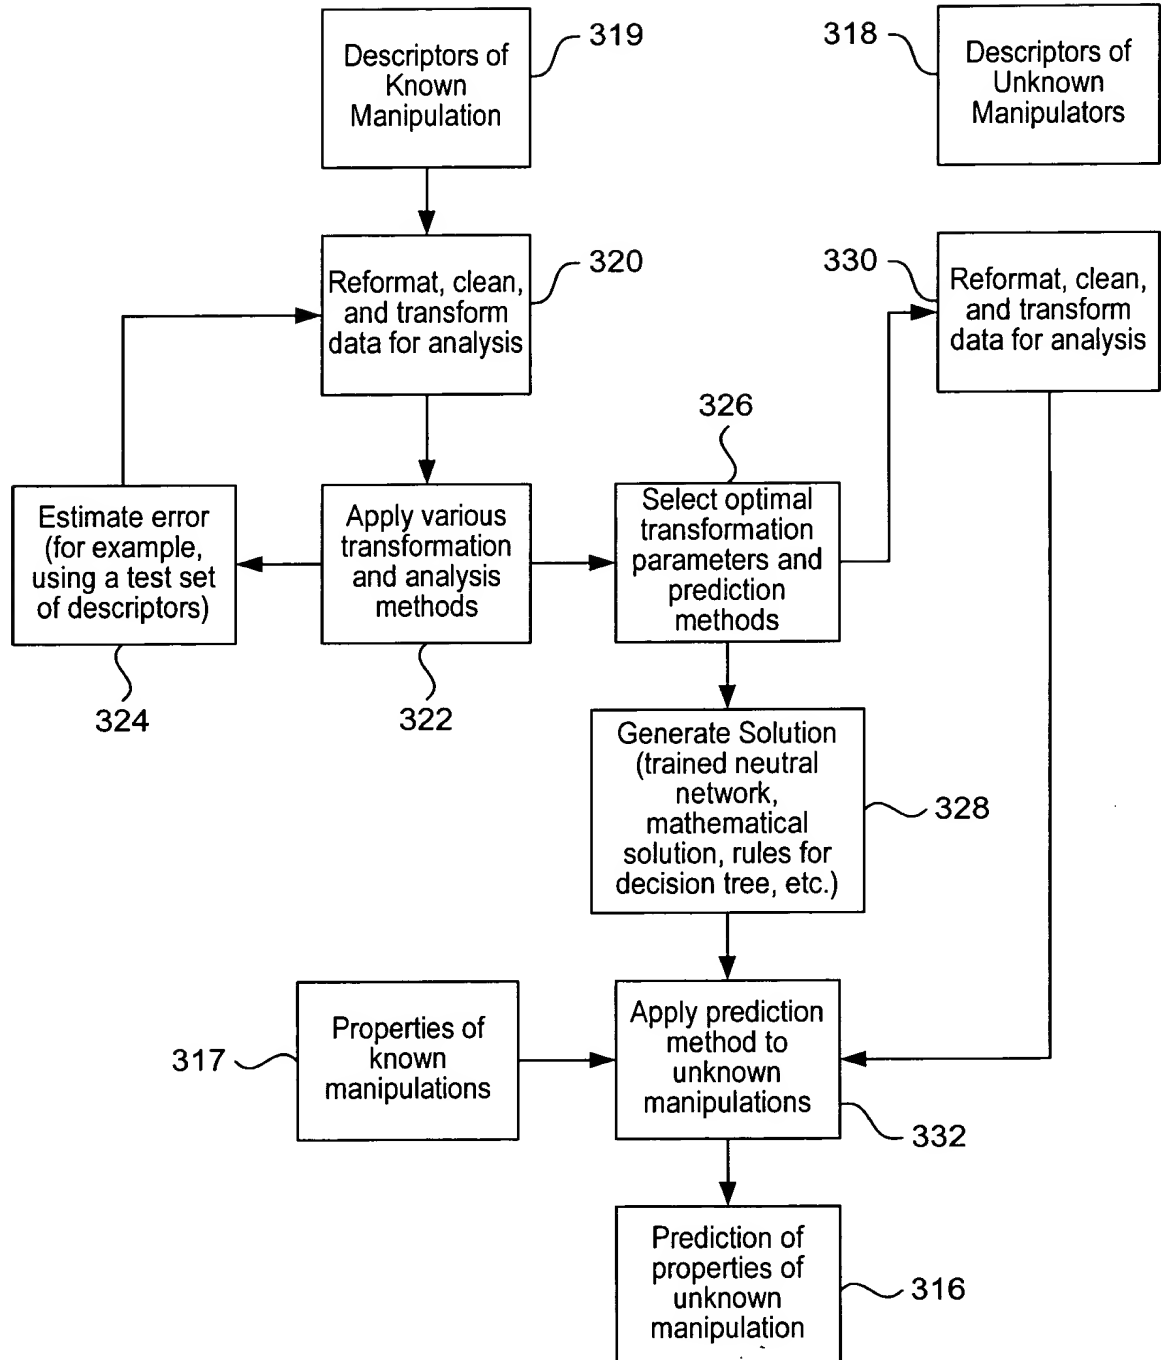 Descriptors of
Known
Manipulation
319
318
Descriptors of
Unknown
Manipulators
Reformat, clean,
and transform
data for analysis
320
330
Reformat, clean,
and transform
data for analysis
326
Estimate error
(for example,
using a test set
of descriptors)
324
Apply various
transformation
and analysis
methods
322
Select optimal
transformation
parameters and
prediction
methods
Generate Solution
(trained neutral
network,
mathematical
solution, rules for
decision tree, etc.)
328
317
Properties of
known
manipulations
Apply prediction
method to
unknown
manipulations
332
Prediction of
properties of
unknown
manipulation
316